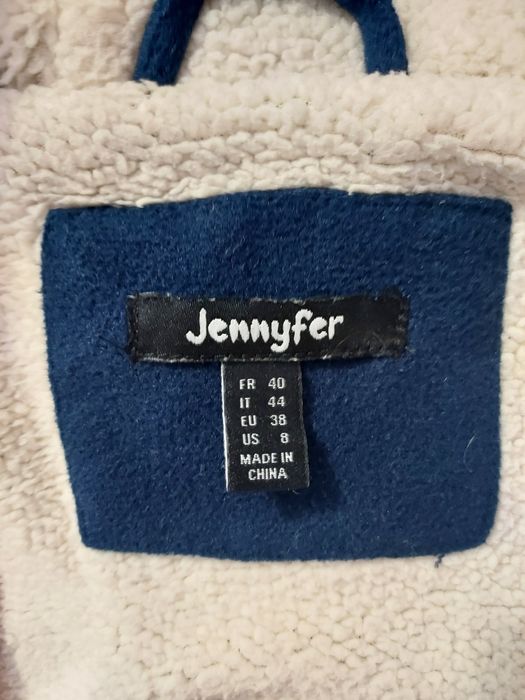 Jennyfer
FR 40
IT 44
EU 38
US 8
MADE IN
CHINA